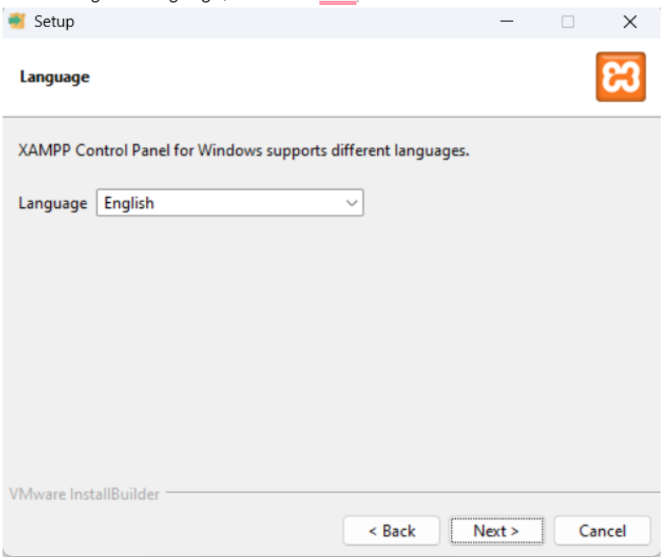 Setup
Language
XAMPP Control Panel for Windows supports different languages.
Language English
VMware InstallBuilder
< Back Next > Cancel